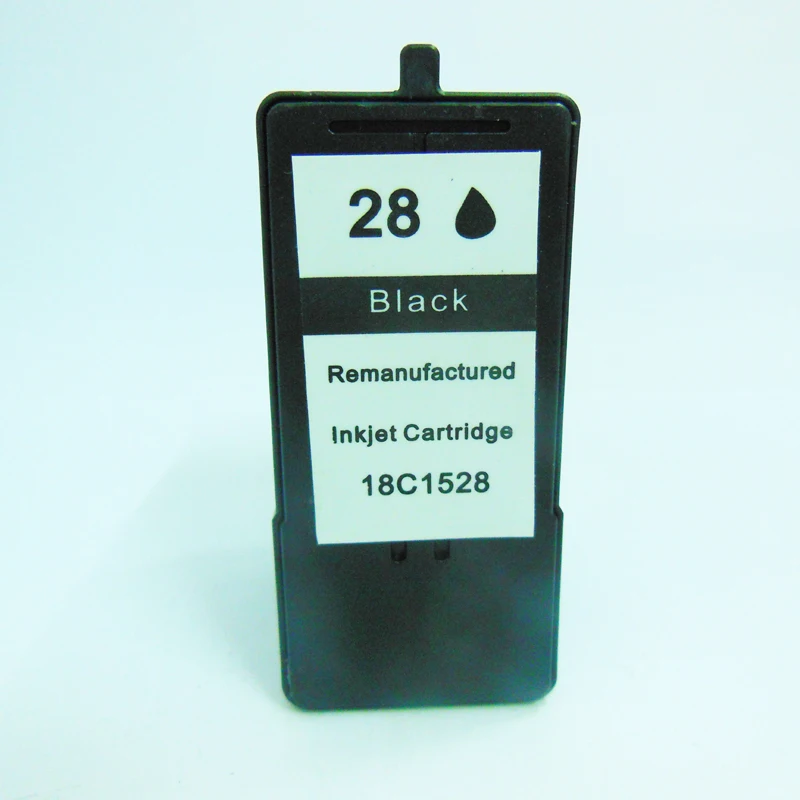 28
Black
Remanufactured
Inkjet Cartridge
18C1528